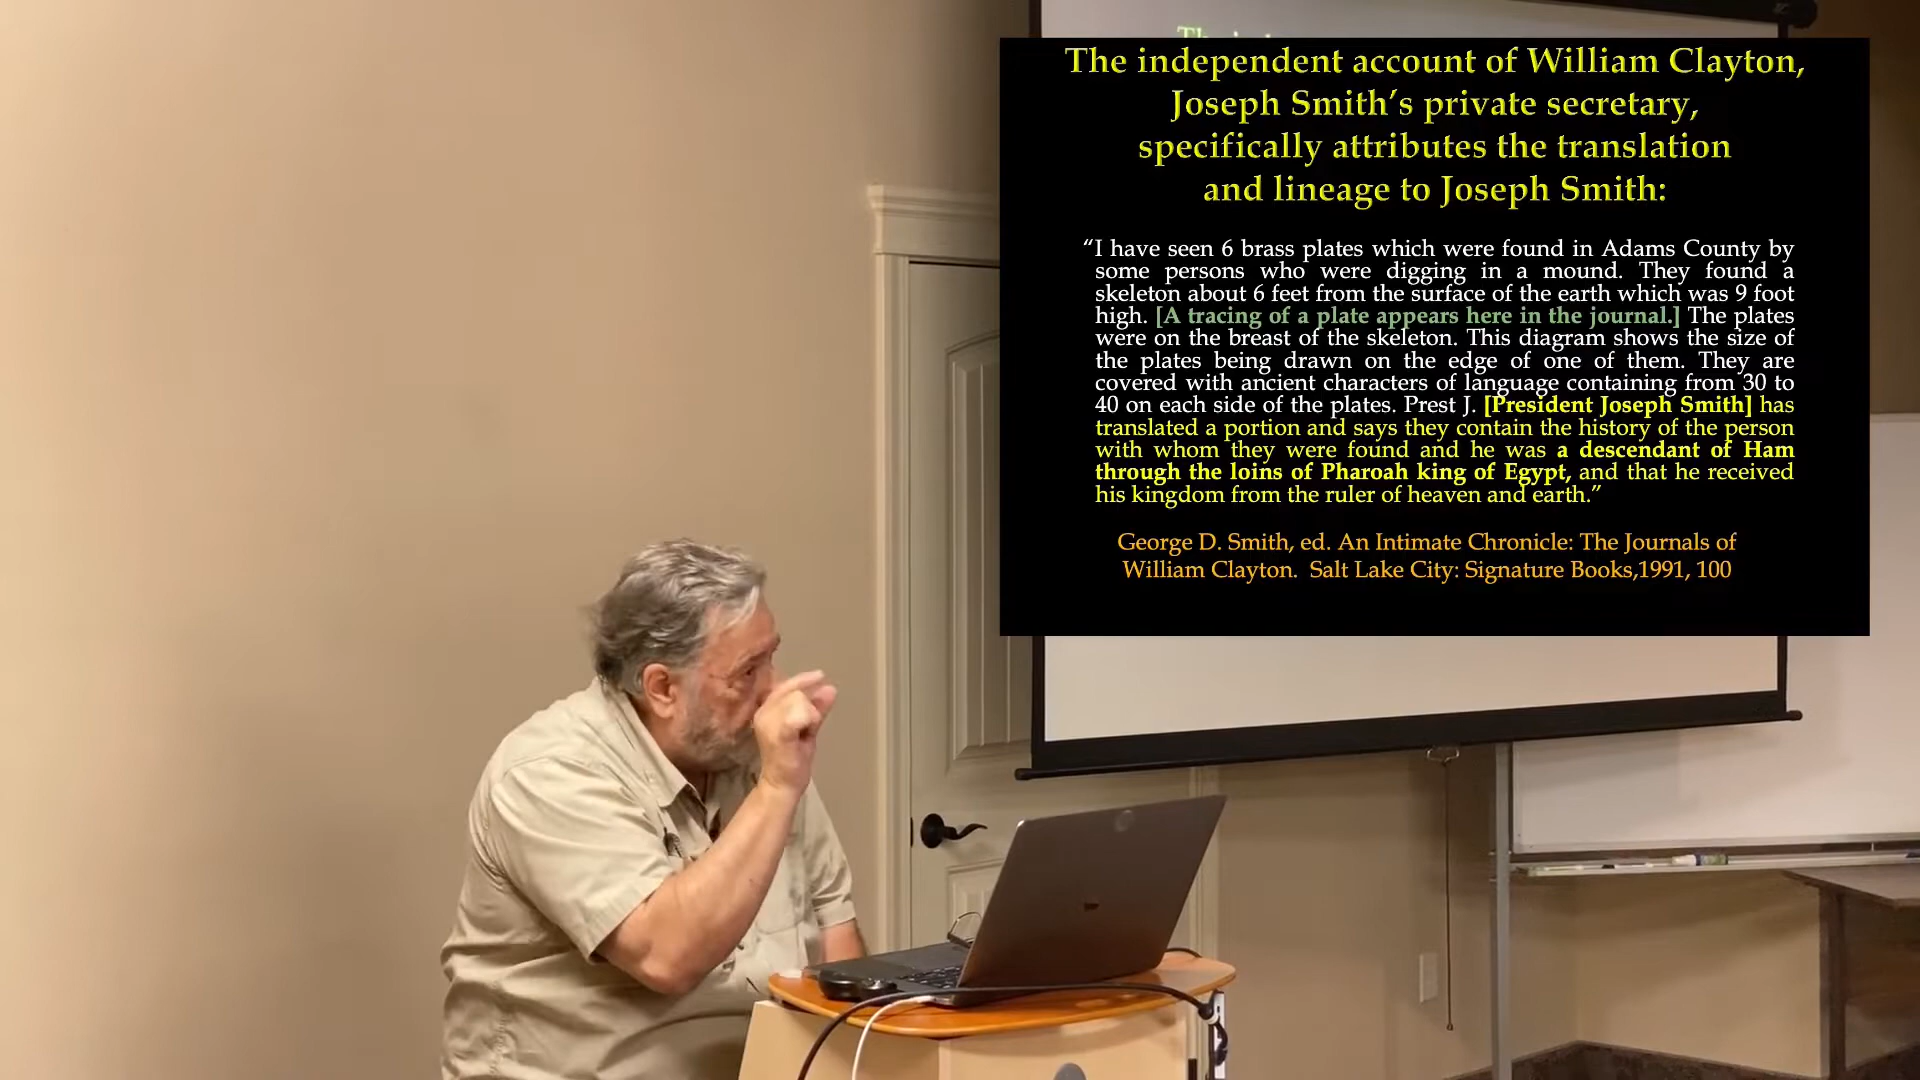 The independent account of William Clayton,
Joseph Smith’s private secretary,
specifically attributes the translation
and lineage to Joseph Smith:
“I have seen 6 brass plates which were found in Adams County by
some persons who were digging in a mound. They found a
skeleton about 6 feet from the surface of the earth which was 9 foot
high. [A tracing of a plate appears here in the journal.] The plates
were on the breast of the skeleton. This diagram shows the size of
the plates being drawn on the edge of one of them. They are
covered with ancient characters of language containing from 30 to
40 on each side of the plates. Prest J. [President Joseph Smith] has
translated a portion and says they contain the history of the person
with whom they were found and he was a descendant of Ham
through the loins of Pharoah king of Egypt, and that he received
his kingdom from the ruler of heaven and earth.”
George D. Smith, ed. An Intimate Chronicle: The Journals of
William Clayton. Salt Lake City: Signature Books,1991, 100